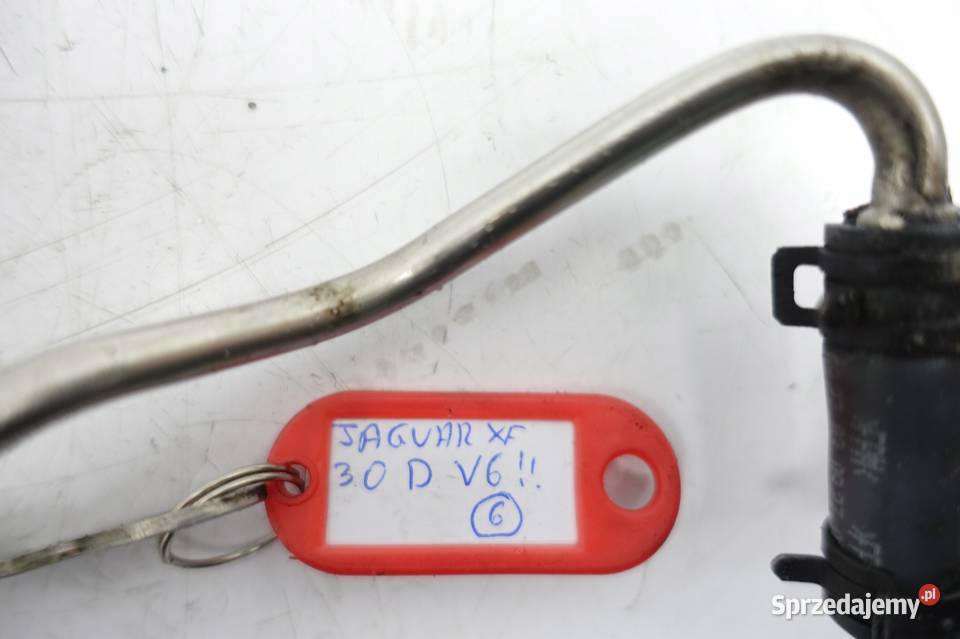 JAGUAR XF
3.0 D V6!!
6
Sprzedajemy.pl